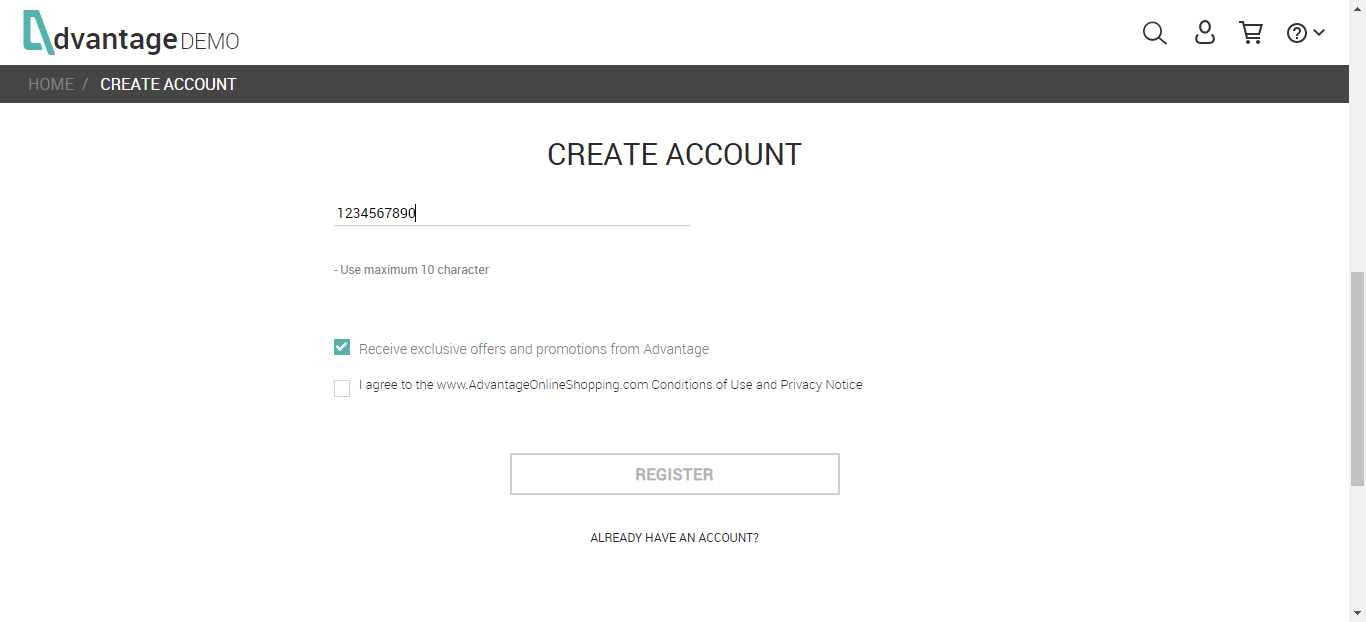 dvantage DEMO
HOME / CREATE ACCOUNT
CREATE ACCOUNT
1234567890
- Use maximum 10 character
Receive exclusive offers and promotions from Advantage
I agree to the www.AdvantageOnlineShopping.com Conditions of Use and Privacy Notice
REGISTER
ALREADY HAVE AN ACCOUNT?